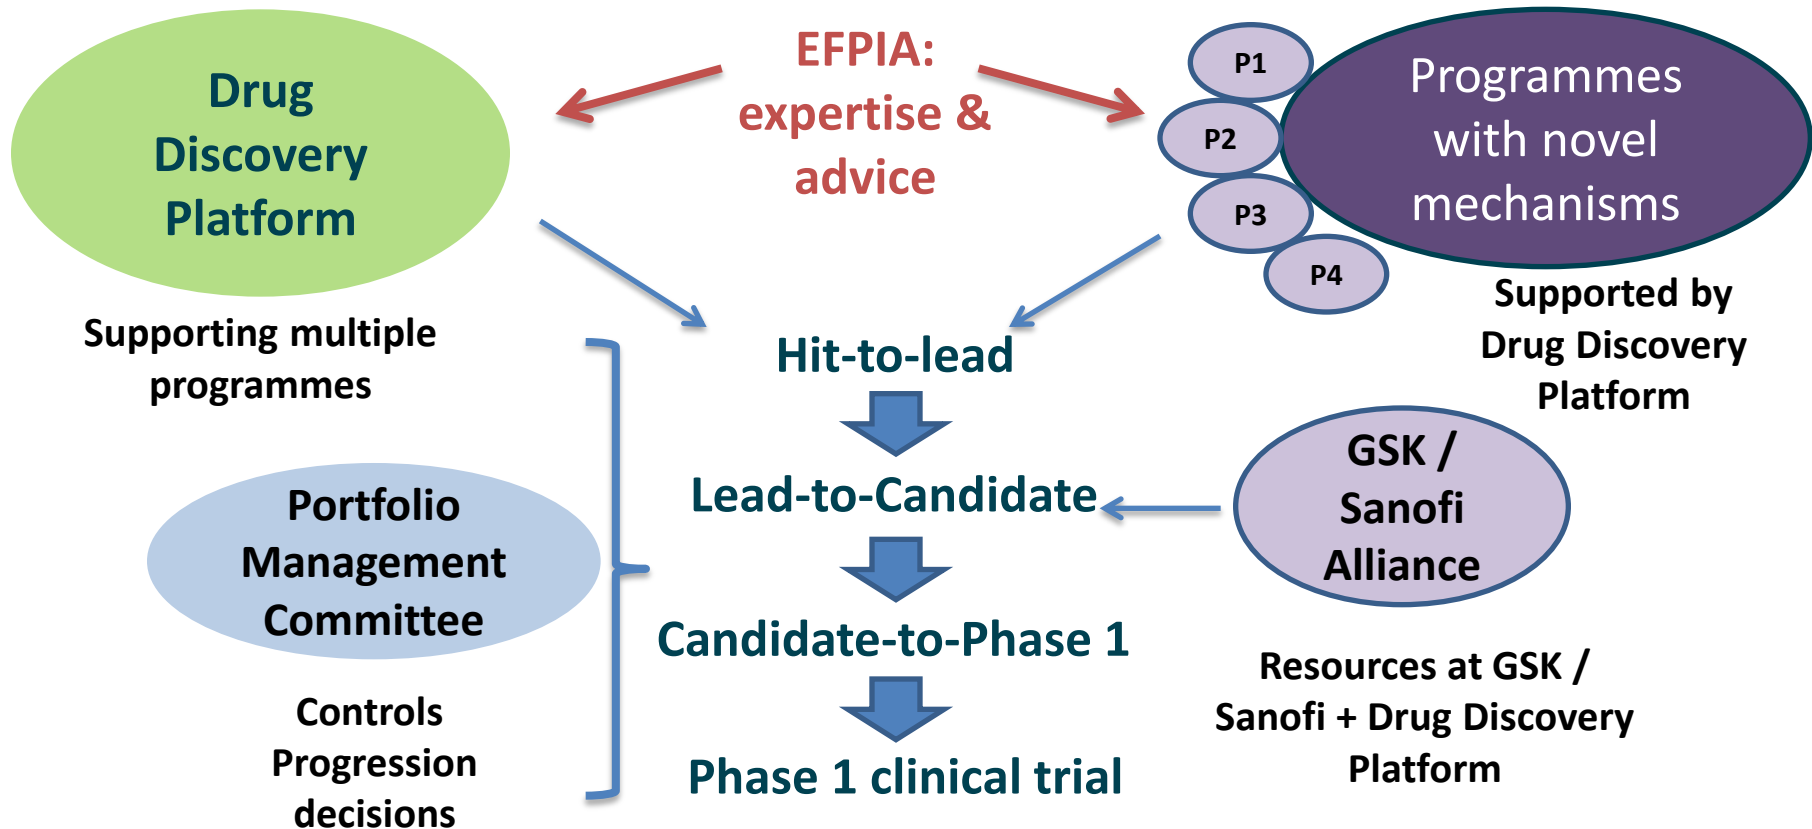 Drug
Discovery
Platform
Supporting multiple
programmes
EFPIA:
expertise &
advice
P1
P2
P3
P4
Programmes
with novel
mechanisms
Supported by
Drug Discovery
Platform
Hit-to-lead
Lead-to-Candidate
Candidate-to-Phase 1
Phase 1 clinical trial
Portfolio
Management
Committee
Controls
Progression
decisions
GSK /
Sanofi
Alliance
Resources at GSK /
Sanofi + Drug Discovery
Platform